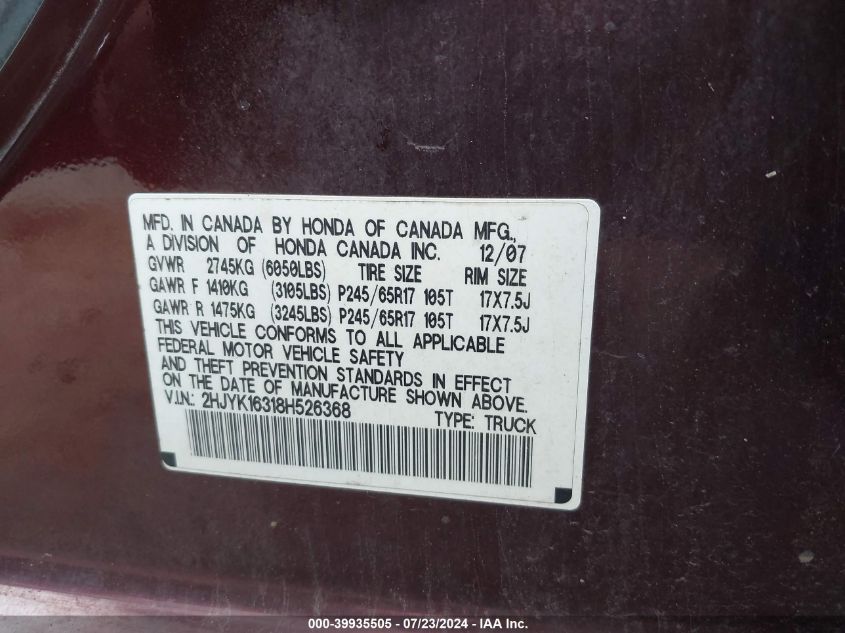 MFD. IN CANADA BY HONDA OF CANADA MFG.,
A DIVISION OF HONDA CANADA INC. 12/07
GVWR 2745KG (6050LBS) TIRE SIZE RIM SIZE
GAWR F 1410KG (3105LBS) P245/65R17 105T 17X7.5J
GAWR R 1475KG (3245LBS) P245/65R17 105T 17X7.5J
THIS VEHICLE CONFORMS TO ALL APPLICABLE
FEDERAL MOTOR VEHICLE SAFETY
AND THEFT PREVENTION STANDARDS IN EFFECT
ON THE DATE OF MANUFACTURE SHOWN ABOVE.
V.I.N.: 2HJYK16318H526368 TYPE: TRUCK
000-39935505 - 07/23/2024 - IAA Inc.